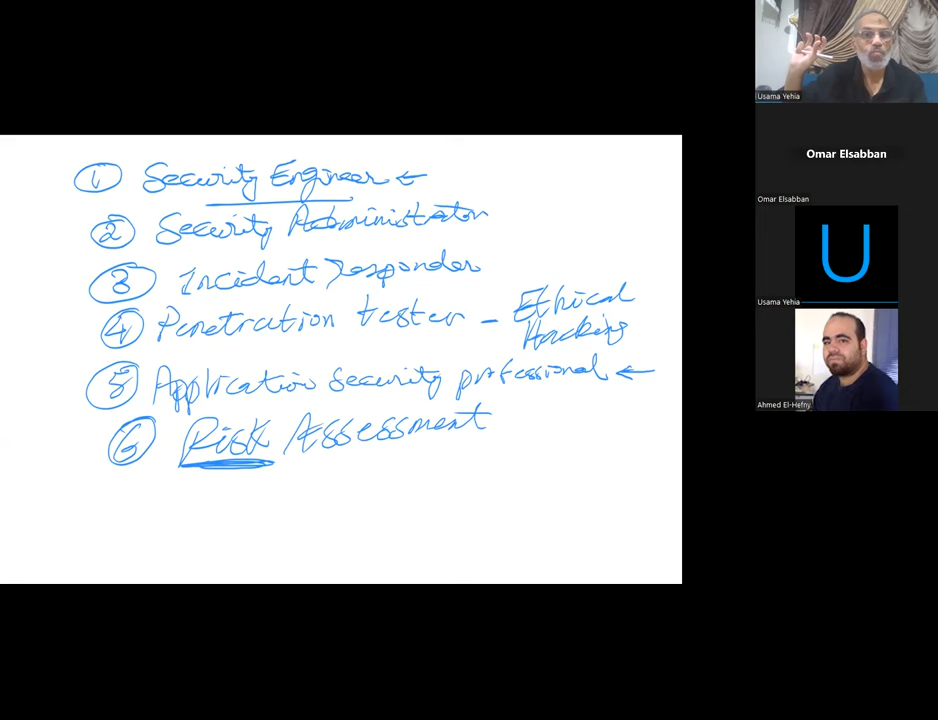 ① Security Engineer ←
② Security Administrator
③ Incident responder
④ Penetration tester - Ethical
Hacking
⑤ Application security professional ←
⑥ Risk Assessment
Usama Yehia
Omar Elsabban
Omar Elsabban
U
Usama Yehia
Ahmed El-Hefny